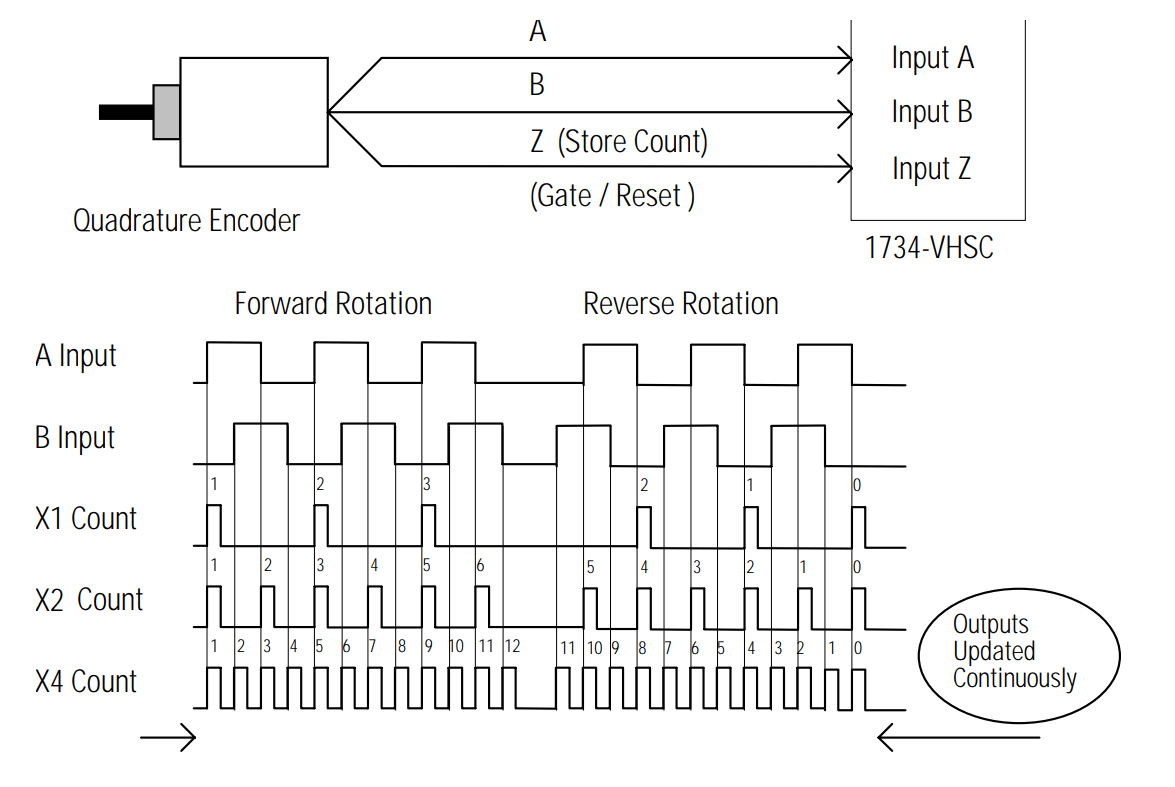 A
Input A
B
Input B
Z (Store Count)
Input Z
(Gate / Reset )
Quadrature Encoder
1734-VHSC
Forward Rotation
Reverse Rotation
A Input
B Input
1 2 3 2 1 0
X1 Count
1 2 3 4 5 6 5 4 3 2 1 0
X2 Count
1 2 3 4 5 6 7 8 9 10 11 12 11 10 9 8 7 6 5 4 3 2 1 0
X4 Count
Outputs
Updated
Continuously